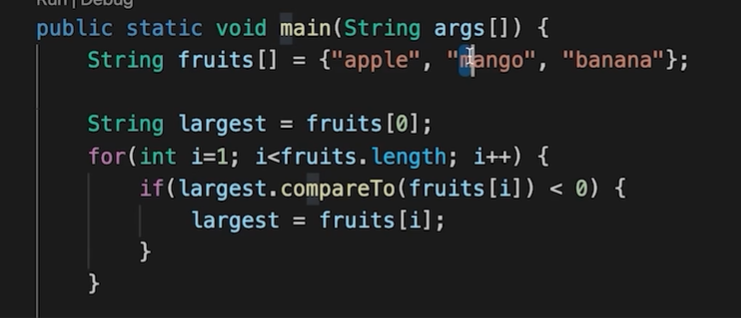 Run | Debug
public static void main(String args[]) {
String fruits[] = {"apple", "mango", "banana"};
String largest = fruits[0];
for(int i=1; i<fruits.length; i++) {
if(largest.compareTo(fruits[i]) < 0) {
largest = fruits[i];
}
}